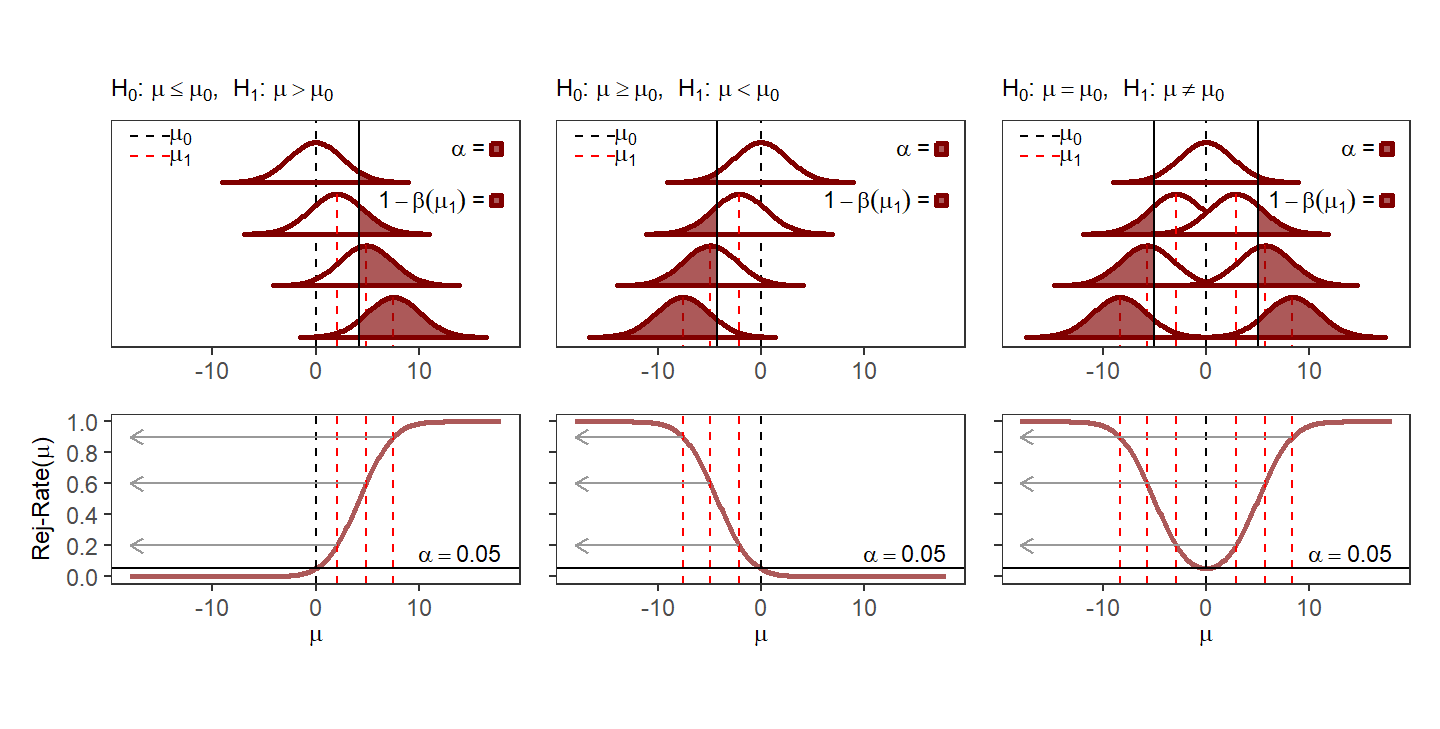 H₀: μ ≤ μ₀, H₁: μ > μ₀
μ₀
μ₁
α =
1 − β(μ₁) =
-10 0 10
H₀: μ ≥ μ₀, H₁: μ < μ₀
μ₀
μ₁
α =
1 − β(μ₁) =
-10 0 10
H₀: μ = μ₀, H₁: μ ≠ μ₀
μ₀
μ₁
α =
1 − β(μ₁) =
-10 0 10
Rej-Rate(μ)
1.0
0.8
0.6
0.4
0.2
0.0
α = 0.05
-10 0 10
μ
α = 0.05
-10 0 10
μ
α = 0.05
-10 0 10
μ